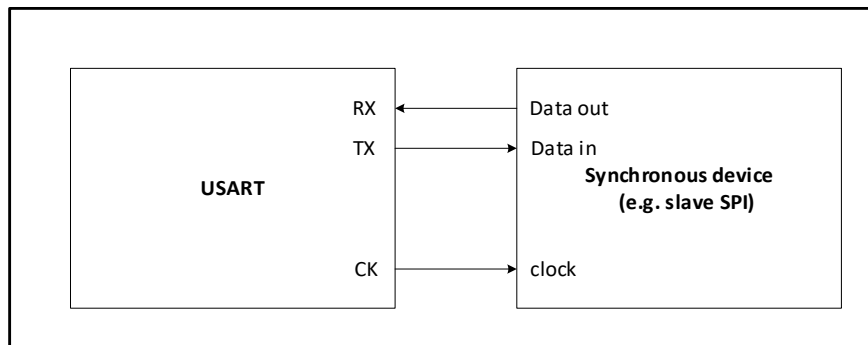 RX
Data out
TX
Data in
USART
Synchronous device
(e.g. slave SPI)
CK
clock